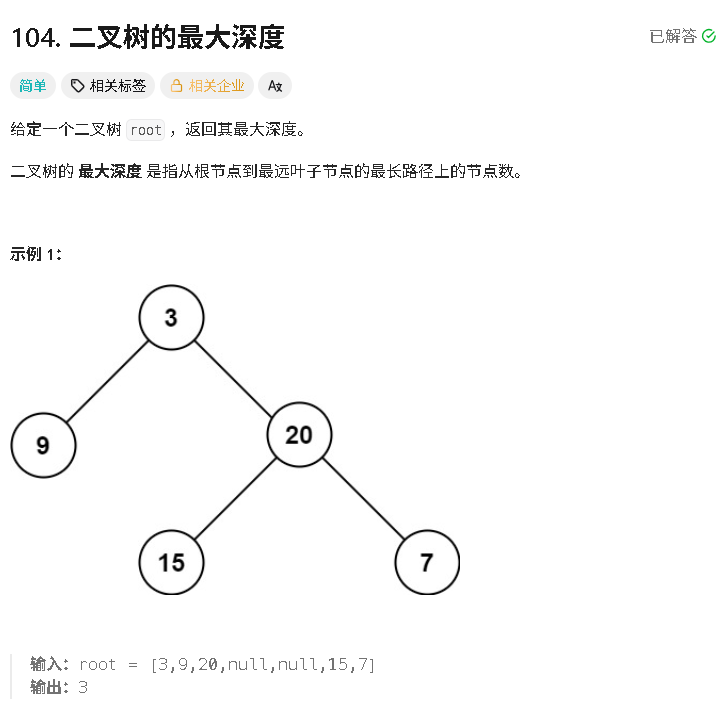 104. 二叉树的最大深度
已解答
简单 相关标签 相关企业 Ax
给定一个二叉树 root ，返回其最大深度。
二叉树的 最大深度 是指从根节点到最远叶子节点的最长路径上的节点数。
示例 1：
3
9
20
15
7
输入：root = [3,9,20,null,null,15,7]
输出：3